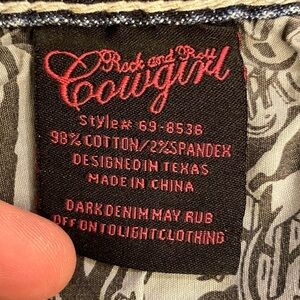 Rock and Roll
Cowgirl
Style# 69-8536
98% COTTON/2%SPANDEX
DESIGNED IN TEXAS
MADE IN CHINA
DARK DENIM MAY RUB
OFF ONTO LIGHT CLOTHING